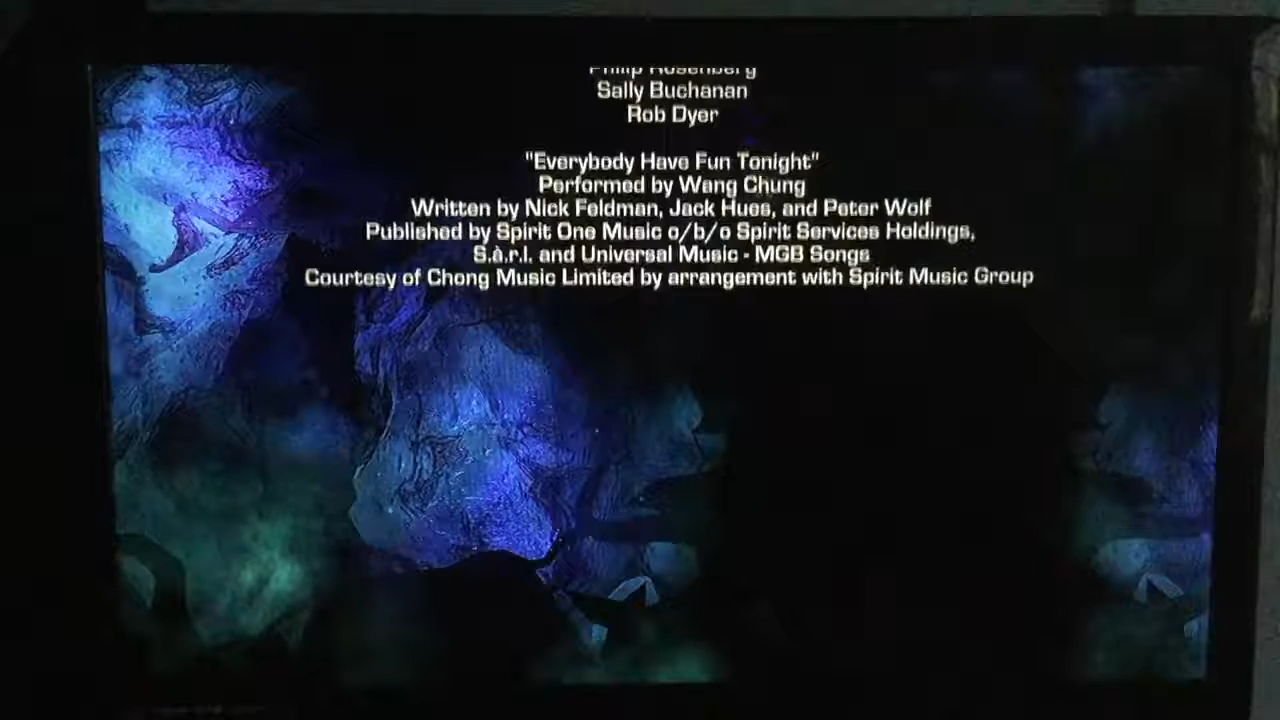 Philip Rosenberg
Sally Buchanan
Rob Dyer
"Everybody Have Fun Tonight"
Performed by Wang Chung
Written by Nick Feldman, Jack Hues, and Peter Wolf
Published by Spirit One Music o/b/o Spirit Services Holdings,
S.à.r.l. and Universal Music - MGB Songs
Courtesy of Chong Music Limited by arrangement with Spirit Music Group